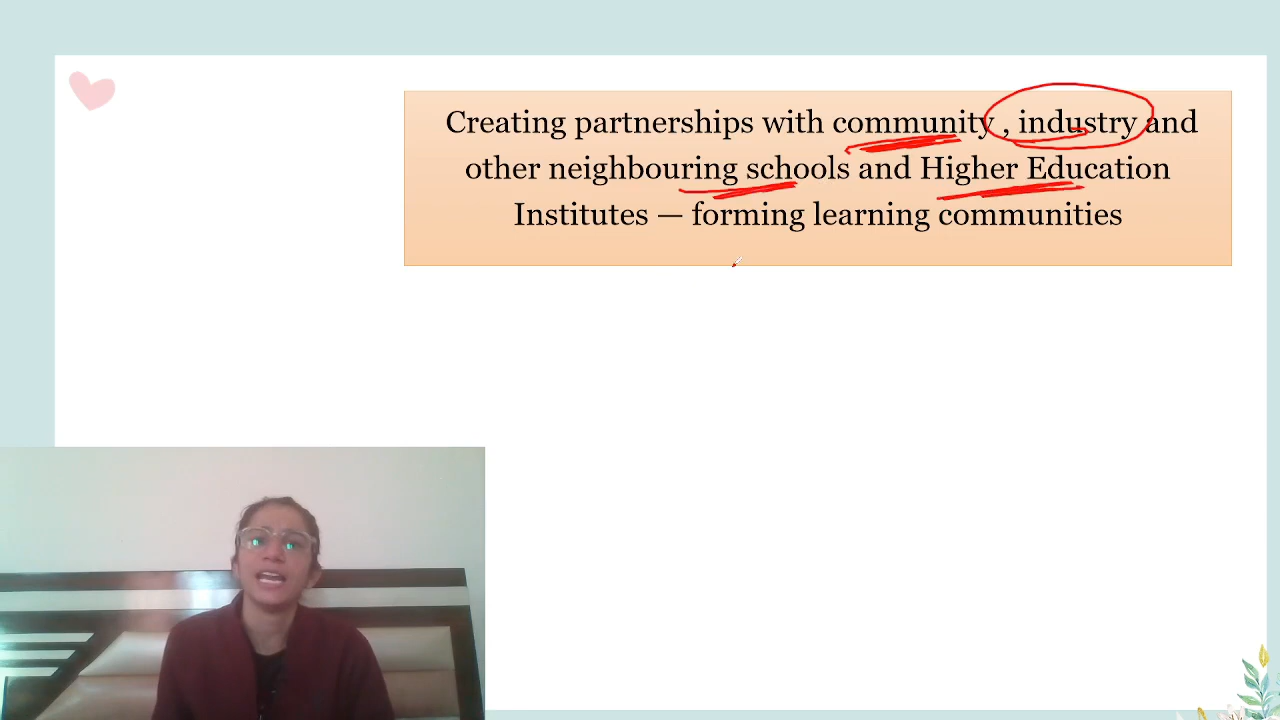 Creating partnerships with community , industry and
other neighbouring schools and Higher Education
Institutes — forming learning communities